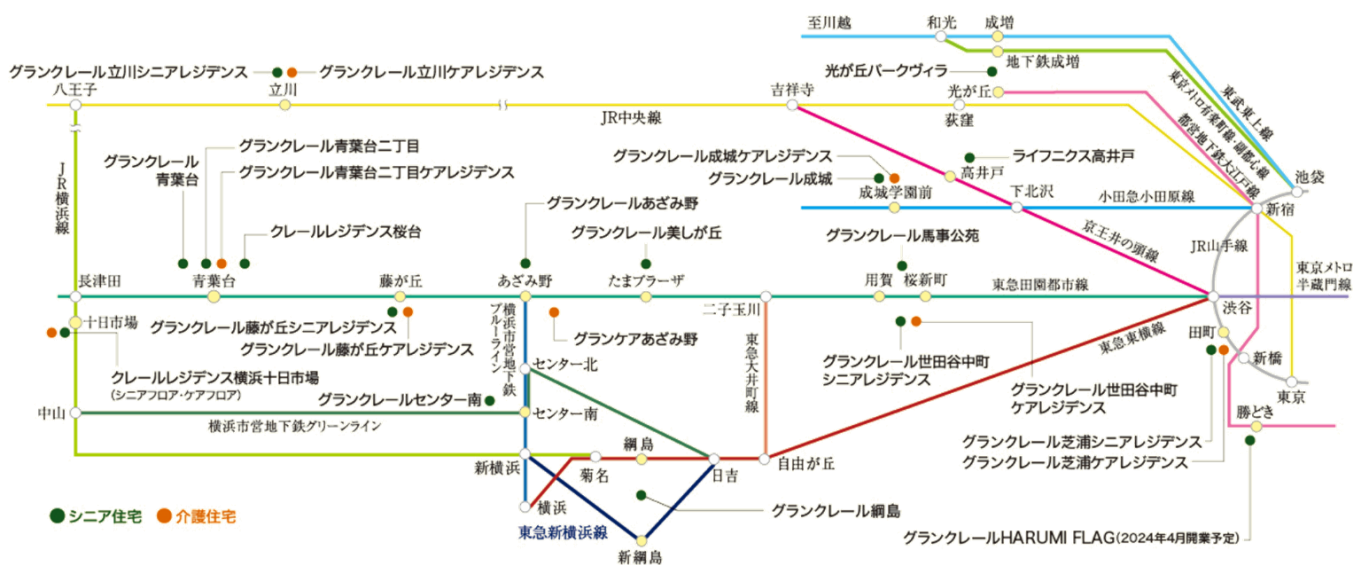 至川越
和光
成増
地下鉄成増
グランクレール立川シニアレジデンス
グランクレール立川ケアレジデンス
光が丘パークヴィラ
八王子
立川
吉祥寺
光が丘
荻窪
JR中央線
東武東上線
東京メトロ有楽町線・副都心線
都営地下鉄大江戸線
JR横浜線
グランクレール
青葉台
グランクレール青葉台二丁目
グランクレール青葉台二丁目ケアレジデンス
クレールレジデンス桜台
グランクレール成城ケアレジデンス
グランクレール成城
ライフニクス高井戸
高井戸
成城学園前
下北沢
小田急小田原線
池袋
新宿
グランクレールあざみ野
グランクレール美しが丘
グランクレール馬事公苑
京王井の頭線
JR山手線
長津田
青葉台
藤が丘
あざみ野
たまプラーザ
二子玉川
用賀
桜新町
東急田園都市線
東京メトロ
半蔵門線
渋谷
十日市場
グランクレール藤が丘シニアレジデンス
グランクレール藤が丘ケアレジデンス
横浜市営地下鉄
ブルーライン
グランケアあざみ野
東急大井町線
グランクレール世田谷中町
シニアレジデンス
グランクレール世田谷中町
ケアレジデンス
東急東横線
田町
新橋
東京
クレールレジデンス横浜十日市場
(シニアフロア・ケアフロア)
センター北
グランクレールセンター南
センター南
中山
横浜市営地下鉄グリーンライン
勝どき
グランクレール芝浦シニアレジデンス
グランクレール芝浦ケアレジデンス
新横浜
菊名
綱島
日吉
自由が丘
横浜
グランクレール綱島
東急新横浜線
新綱島
グランクレールHARUMI FLAG(2024年4月開業予定)
シニア住宅
介護住宅